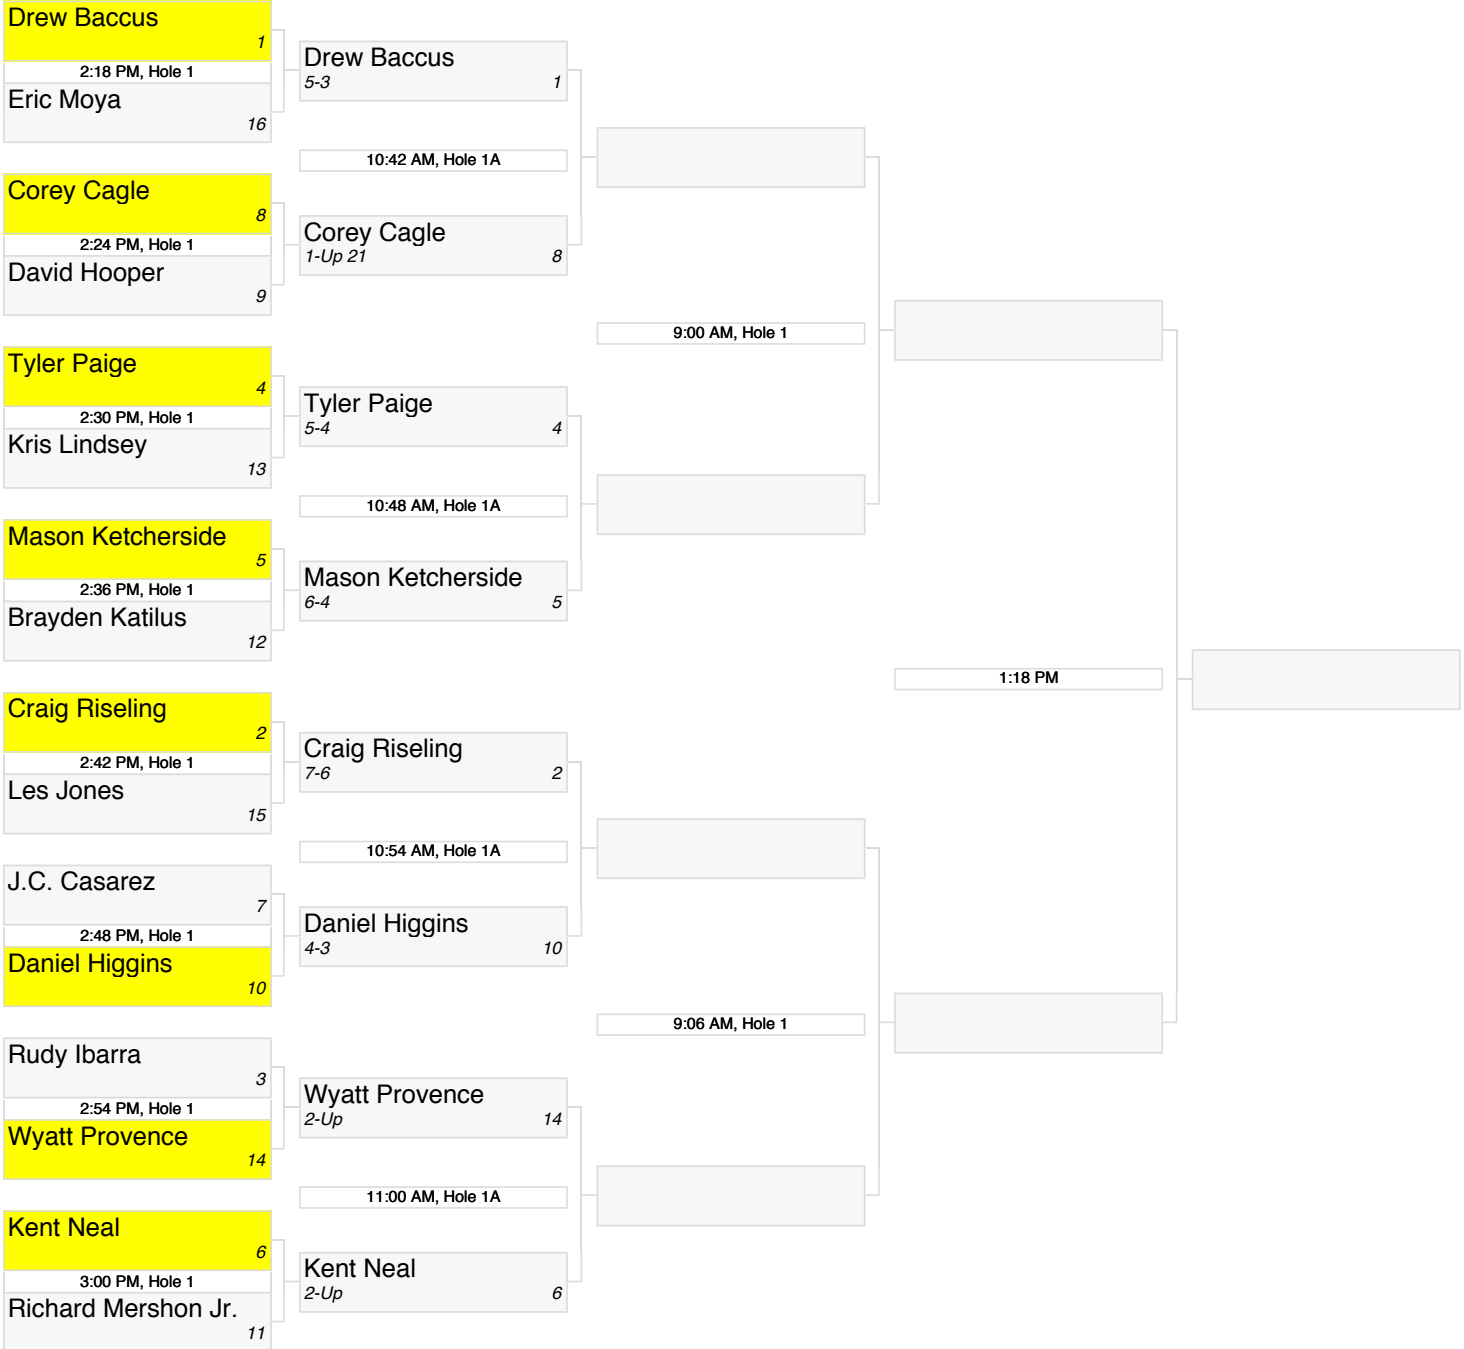 Drew Baccus
1
2:18 PM, Hole 1
Eric Moya
16
Corey Cagle
8
2:24 PM, Hole 1
David Hooper
9
Tyler Paige
4
2:30 PM, Hole 1
Kris Lindsey
13
Mason Ketcherside
5
2:36 PM, Hole 1
Brayden Katilus
12
Craig Riseling
2
2:42 PM, Hole 1
Les Jones
15
J.C. Casarez
7
2:48 PM, Hole 1
Daniel Higgins
10
Rudy Ibarra
3
2:54 PM, Hole 1
Wyatt Provence
14
Kent Neal
6
3:00 PM, Hole 1
Richard Mershon Jr.
11
Drew Baccus
5-3 1
10:42 AM, Hole 1A
Corey Cagle
1-Up 21 8
Tyler Paige
5-4 4
10:48 AM, Hole 1A
Mason Ketcherside
6-4 5
Craig Riseling
7-6 2
10:54 AM, Hole 1A
Daniel Higgins
4-3 10
Wyatt Provence
2-Up 14
11:00 AM, Hole 1A
Kent Neal
2-Up 6
9:00 AM, Hole 1
9:06 AM, Hole 1
1:18 PM